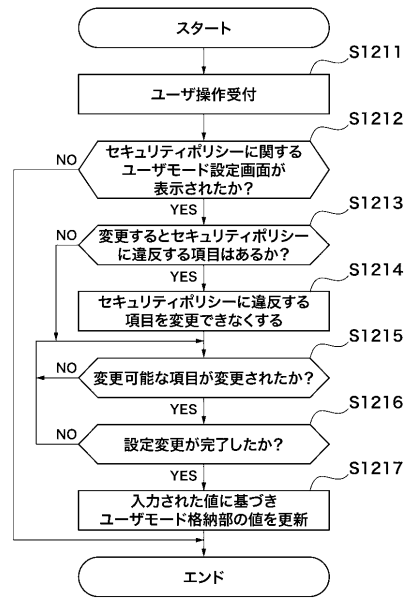 スタート
S1211
ユーザ操作受付
S1212
セキュリティポリシーに関する
ユーザモード設定画面が
表示されたか？
NO
YES
S1213
変更するとセキュリティポリシー
に違反する項目はあるか？
NO
YES
S1214
セキュリティポリシーに違反する
項目を変更できなくする
S1215
変更可能な項目が変更されたか？
NO
YES
S1216
設定変更が完了したか？
NO
YES
S1217
入力された値に基づき
ユーザモード格納部の値を更新
エンド